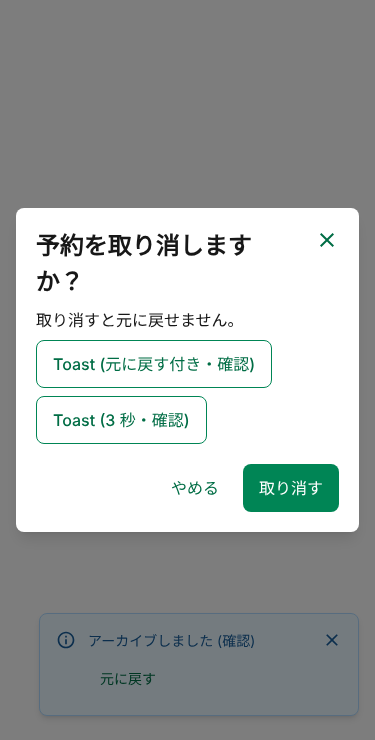 予約を取り消します
か？
取り消すと元に戻せません。
Toast (元に戻す付き・確認)
Toast (3 秒・確認)
やめる
取り消す
アーカイブしました (確認)
元に戻す